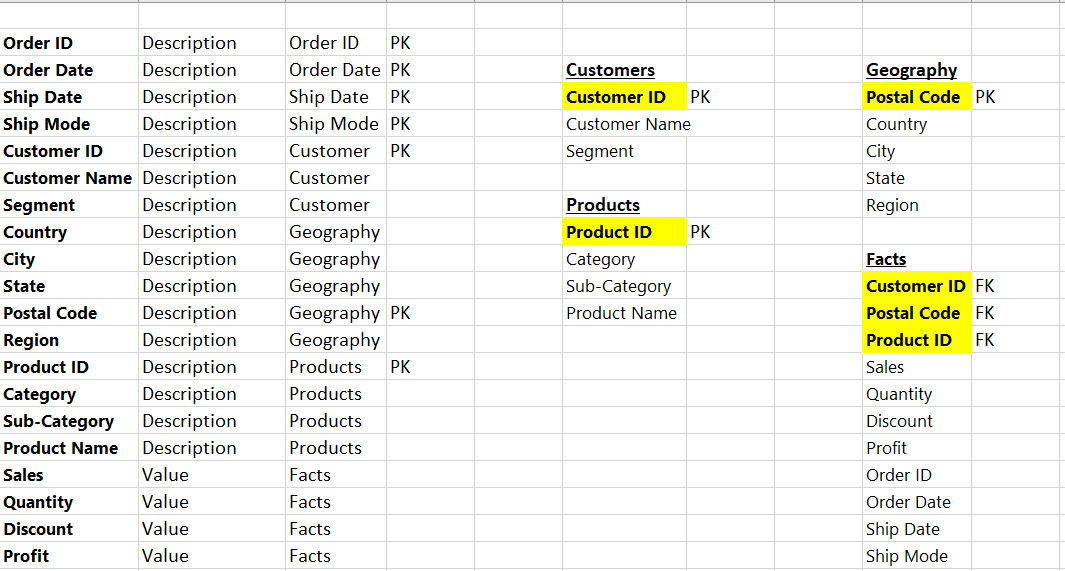 Order ID Description Order ID PK
Order Date Description Order Date PK Customers Geography
Ship Date Description Ship Date PK Customer ID PK Postal Code PK
Ship Mode Description Ship Mode PK Customer Name Country
Customer ID Description Customer PK Segment City
Customer Name Description Customer State
Segment Description Customer Products Region
Country Description Geography Product ID PK
City Description Geography Category Facts
State Description Geography Sub-Category Customer ID FK
Postal Code Description Geography PK Product Name Postal Code FK
Region Description Geography Product ID FK
Product ID Description Products PK Sales
Category Description Products Quantity
Sub-Category Description Products Discount
Product Name Description Products Profit
Sales Value Facts Order ID
Quantity Value Facts Order Date
Discount Value Facts Ship Date
Profit Value Facts Ship Mode